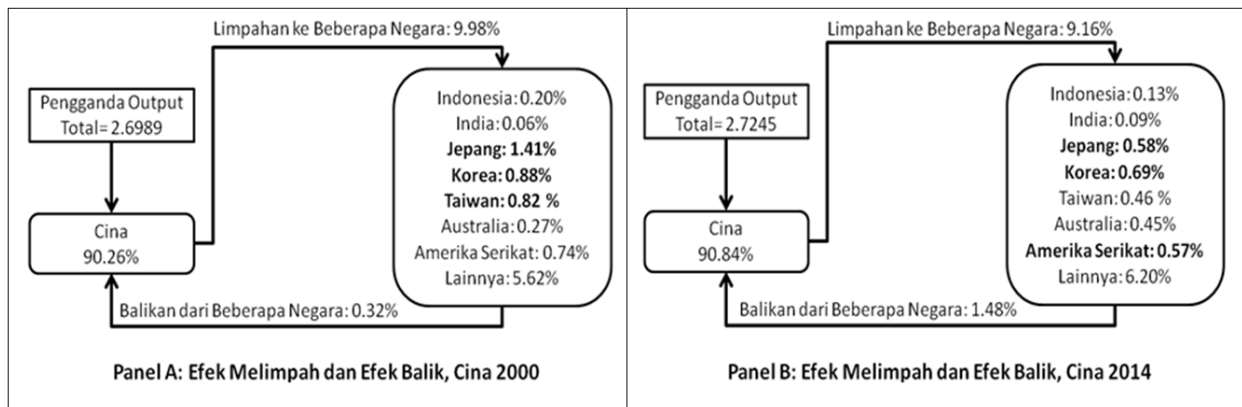 Limpahan ke Beberapa Negara: 9.98%
Pengganda Output
Total= 2.6989
Cina
90.26%
Indonesia: 0.20%
India: 0.06%
Jepang: 1.41%
Korea: 0.88%
Taiwan: 0.82 %
Australia: 0.27%
Amerika Serikat: 0.74%
Lainnya: 5.62%
Balikan dari Beberapa Negara: 0.32%
Panel A: Efek Melimpah dan Efek Balik, Cina 2000
Limpahan ke Beberapa Negara: 9.16%
Pengganda Output
Total= 2.7245
Cina
90.84%
Indonesia: 0.13%
India: 0.09%
Jepang: 0.58%
Korea: 0.69%
Taiwan: 0.46 %
Australia: 0.45%
Amerika Serikat: 0.57%
Lainnya: 6.20%
Balikan dari Beberapa Negara: 1.48%
Panel B: Efek Melimpah dan Efek Balik, Cina 2014